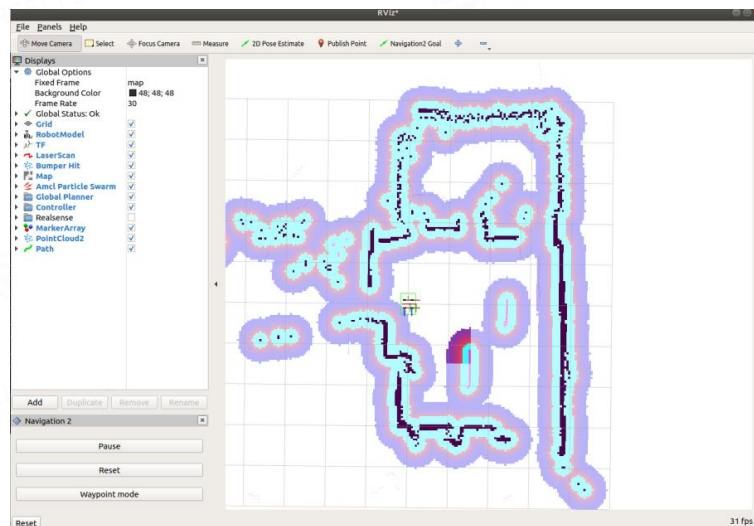 RViz*
File Panels Help
Move Camera Select Focus Camera Measure 2D Pose Estimate Publish Point Navigation2 Goal
Displays
Global Options
Fixed Frame map
Background Color 48; 48; 48
Frame Rate 30
Global Status: Ok
Grid
RobotModel
TF
LaserScan
Bumper Hit
Map
Amcl Particle Swarm
Global Planner
Controller
Realsense
MarkerArray
PointCloud2
Path
Add Duplicate Remove Rename
Navigation 2
Pause
Reset
Waypoint mode
Reset 31 fps